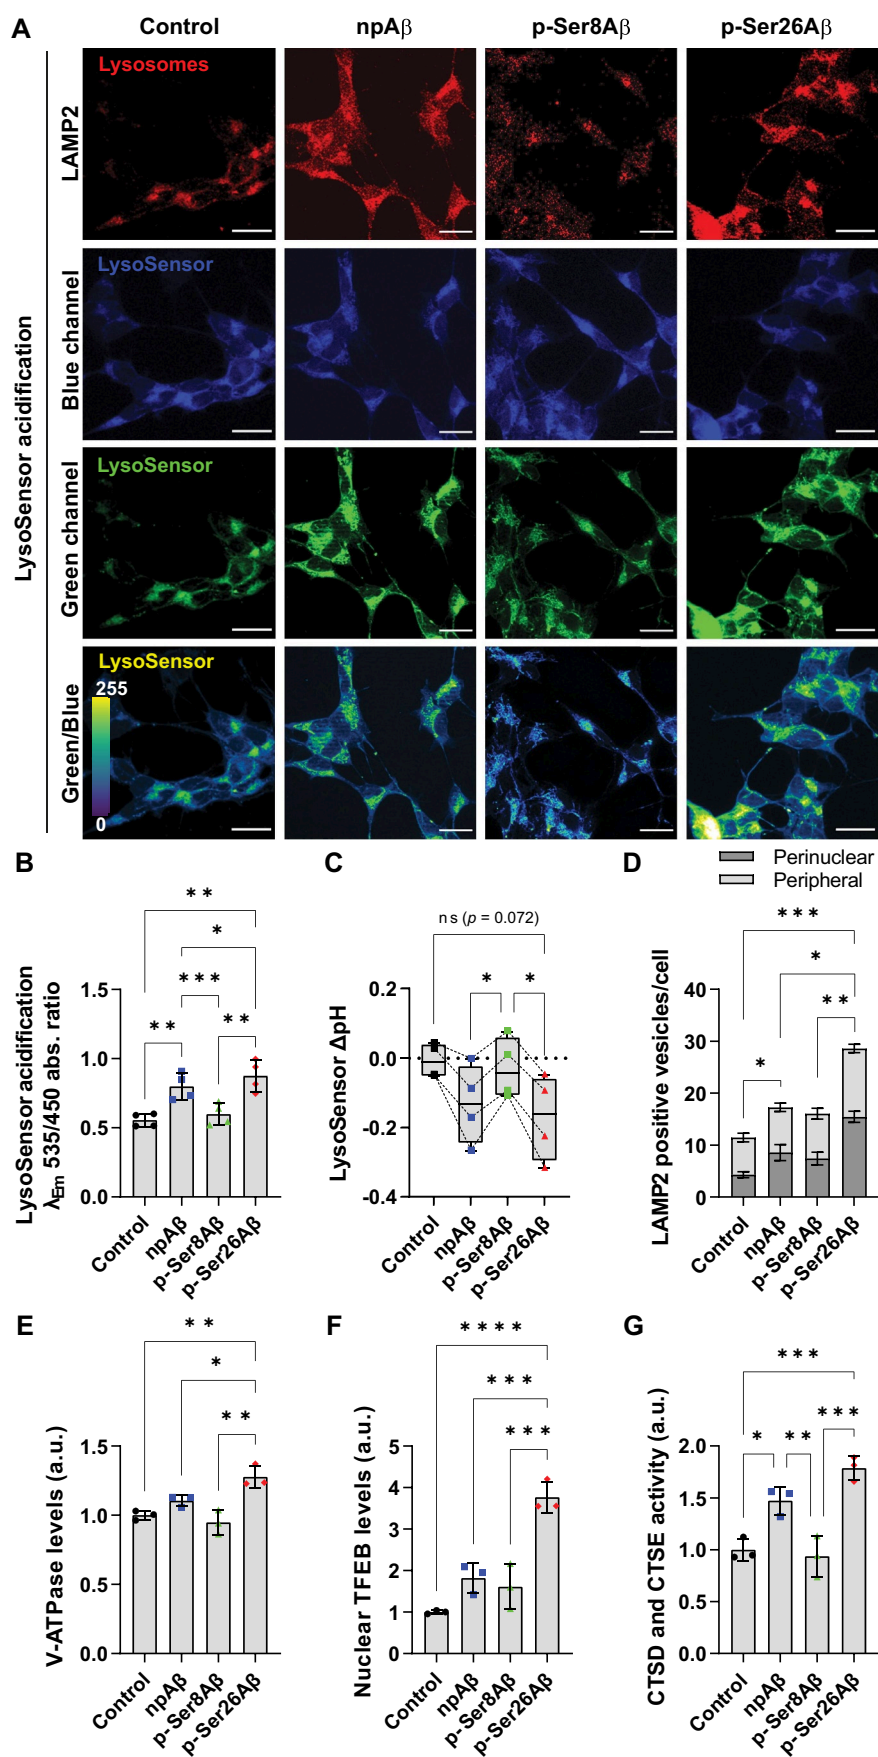 A
Control
npAβ
p-Ser8Aβ
p-Ser26Aβ
LysoSensor acidification
LAMP2
Lysosomes
Blue channel
LysoSensor
Green channel
LysoSensor
Green/Blue
LysoSensor
255
0
B
* *
*
* * *
* *
* *
LysoSensor acidification
λEm 535/450 abs. ratio
1.5
1.0
0.5
0.0
Control
npAβ
p-Ser8Aβ
p-Ser26Aβ
C
ns (p = 0.072)
*
*
LysoSensor ΔpH
0.2
0.0
-0.2
-0.4
Control
npAβ
p-Ser8Aβ
p-Ser26Aβ
D
Perinuclear
Peripheral
* * *
*
* *
*
LAMP2 positive vesicles/cell
40
30
20
10
0
Control
npAβ
p-Ser8Aβ
p-Ser26Aβ
E
* *
*
* *
V-ATPase levels (a.u.)
1.5
1.0
0.5
0.0
Control
npAβ
p-Ser8Aβ
p-Ser26Aβ
F
* * * *
* * *
* * *
Nuclear TFEB levels (a.u.)
5
4
3
2
1
0
Control
npAβ
p-Ser8Aβ
p-Ser26Aβ
G
* * *
* * *
*
* *
CTSD and CTSE activity (a.u.)
2.0
1.5
1.0
0.5
0.0
Control
npAβ
p-Ser8Aβ
p-Ser26Aβ